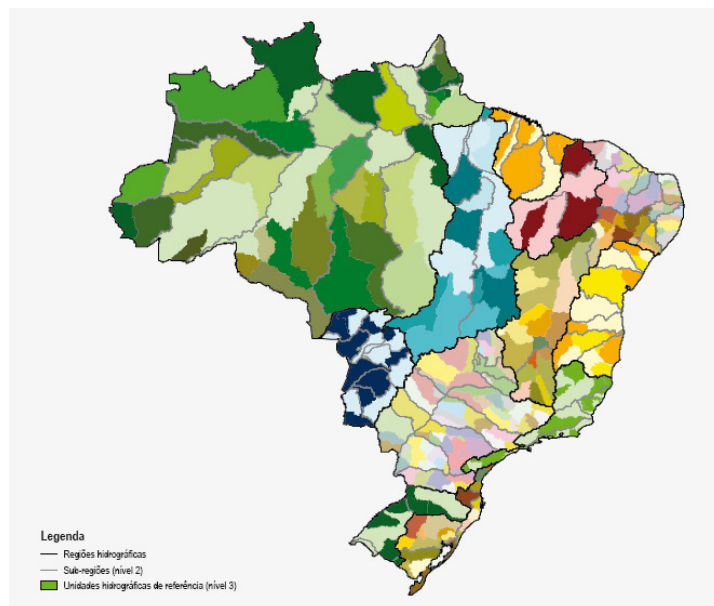 Legenda
Regiões hidrográficas
Sub-regiões (nível 2)
Unidades hidrográficas de referência (nível 3)